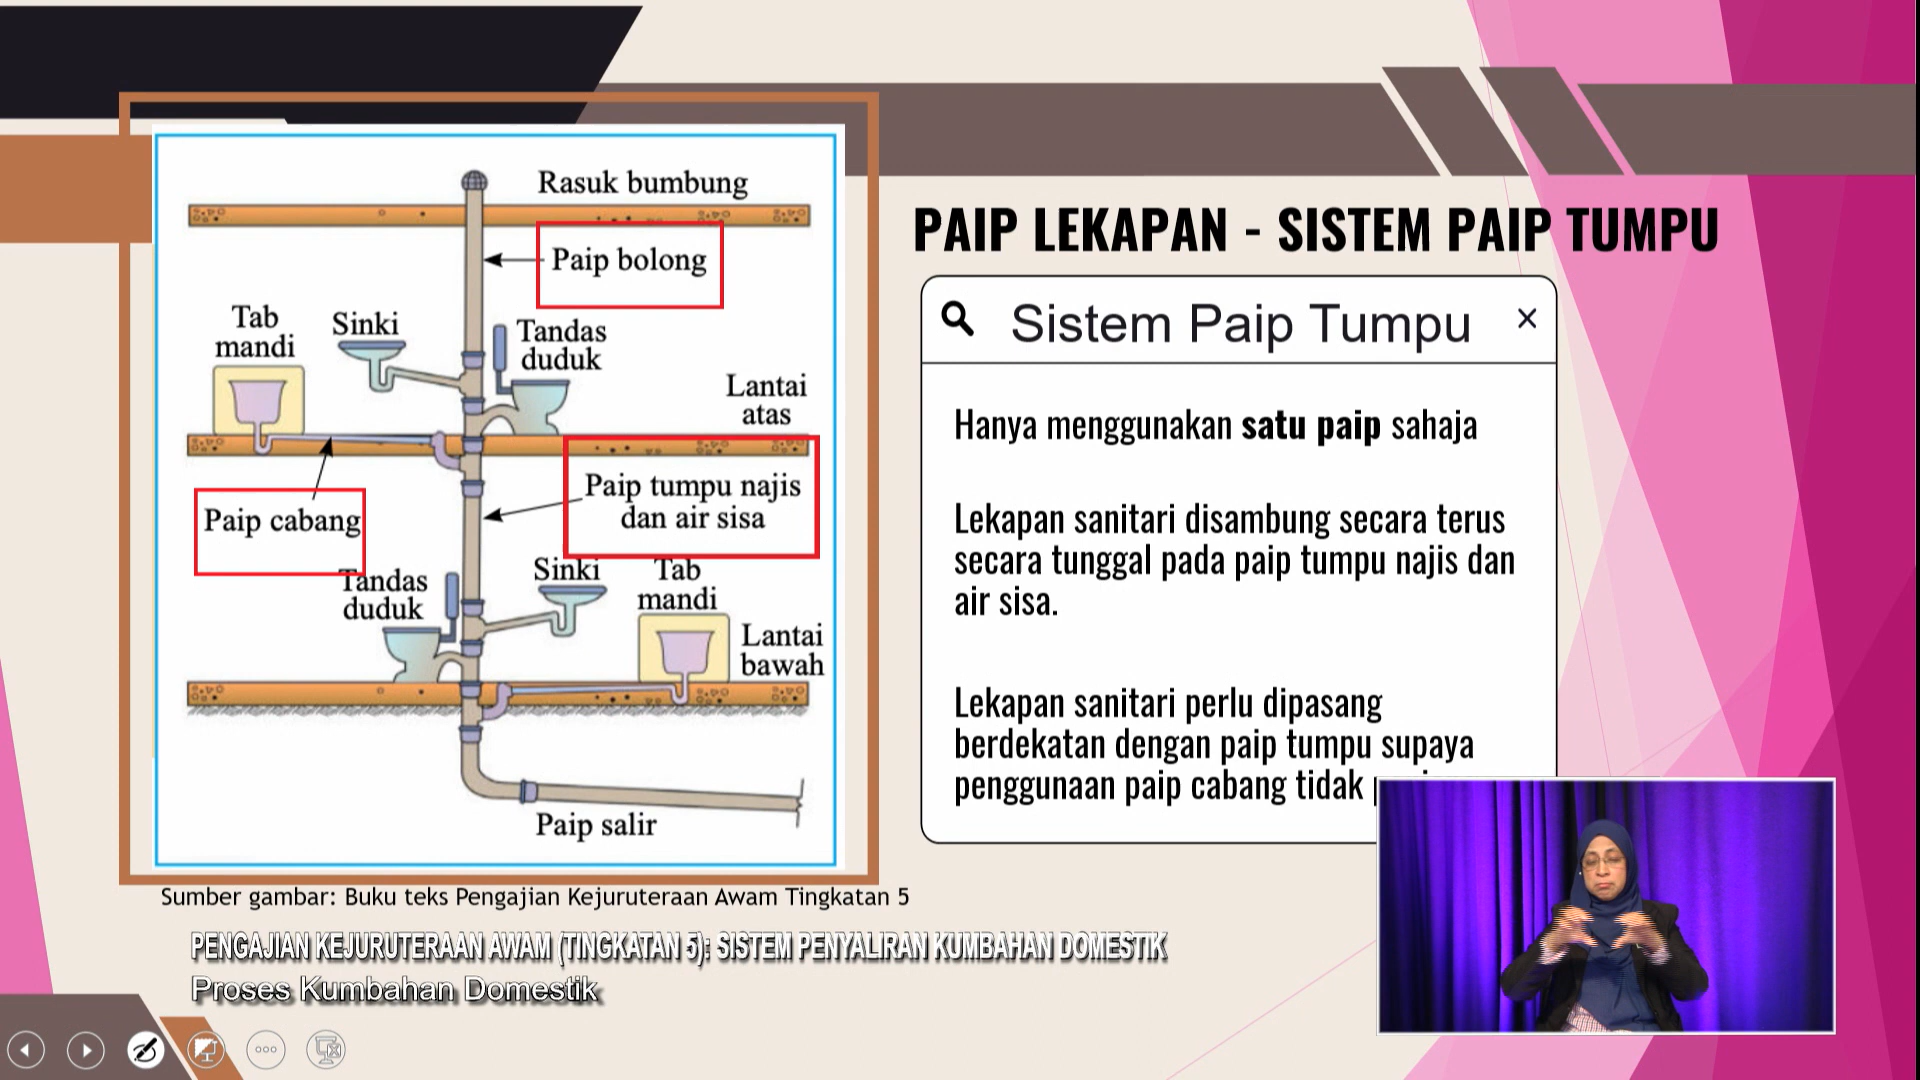 Rasuk bumbung
Paip bolong
Tab
mandi
Sinki
Tandas
duduk
Lantai
atas
Paip cabang
Paip tumpu najis
dan air sisa
Tandas
duduk
Sinki
Tab
mandi
Lantai
bawah
Paip salir
Sumber gambar: Buku teks Pengajian Kejuruteraan Awam Tingkatan 5
PAIP LEKAPAN - SISTEM PAIP TUMPU
Sistem Paip Tumpu
Hanya menggunakan satu paip sahaja
Lekapan sanitari disambung secara terus
secara tunggal pada paip tumpu najis dan
air sisa.
Lekapan sanitari perlu dipasang
berdekatan dengan paip tumpu supaya
penggunaan paip cabang tidak
PENGAJIAN KEJURUTERAAN AWAM (TINGKATAN 5): SISTEM PENYALIRAN KUMBAHAN DOMESTIK
Proses Kumbahan Domestik